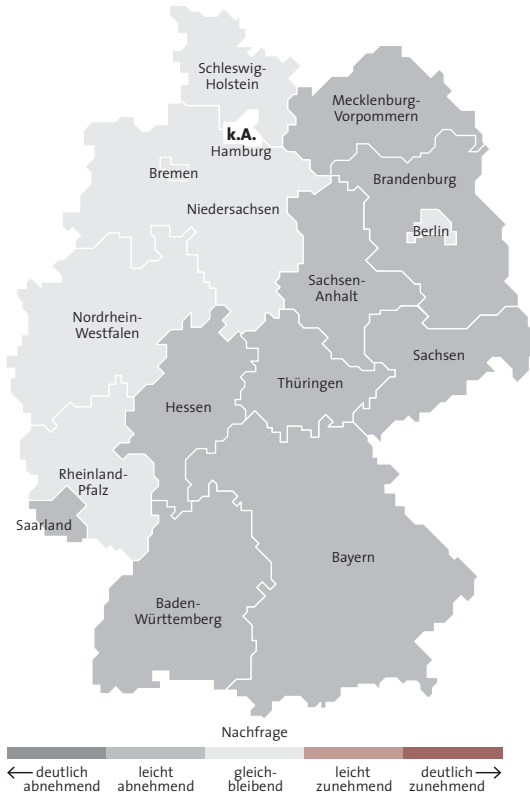 Schleswig-
Holstein
Mecklenburg-
Vorpommern
k.A.
Hamburg
Bremen
Brandenburg
Niedersachsen
Berlin
Sachsen-
Anhalt
Nordrhein-
Westfalen
Sachsen
Thüringen
Hessen
Rheinland-
Pfalz
Saarland
Bayern
Baden-
Württemberg
Nachfrage
← deutlich
abnehmend
leicht
abnehmend
gleich-
bleibend
leicht
zunehmend
deutlich →
zunehmend